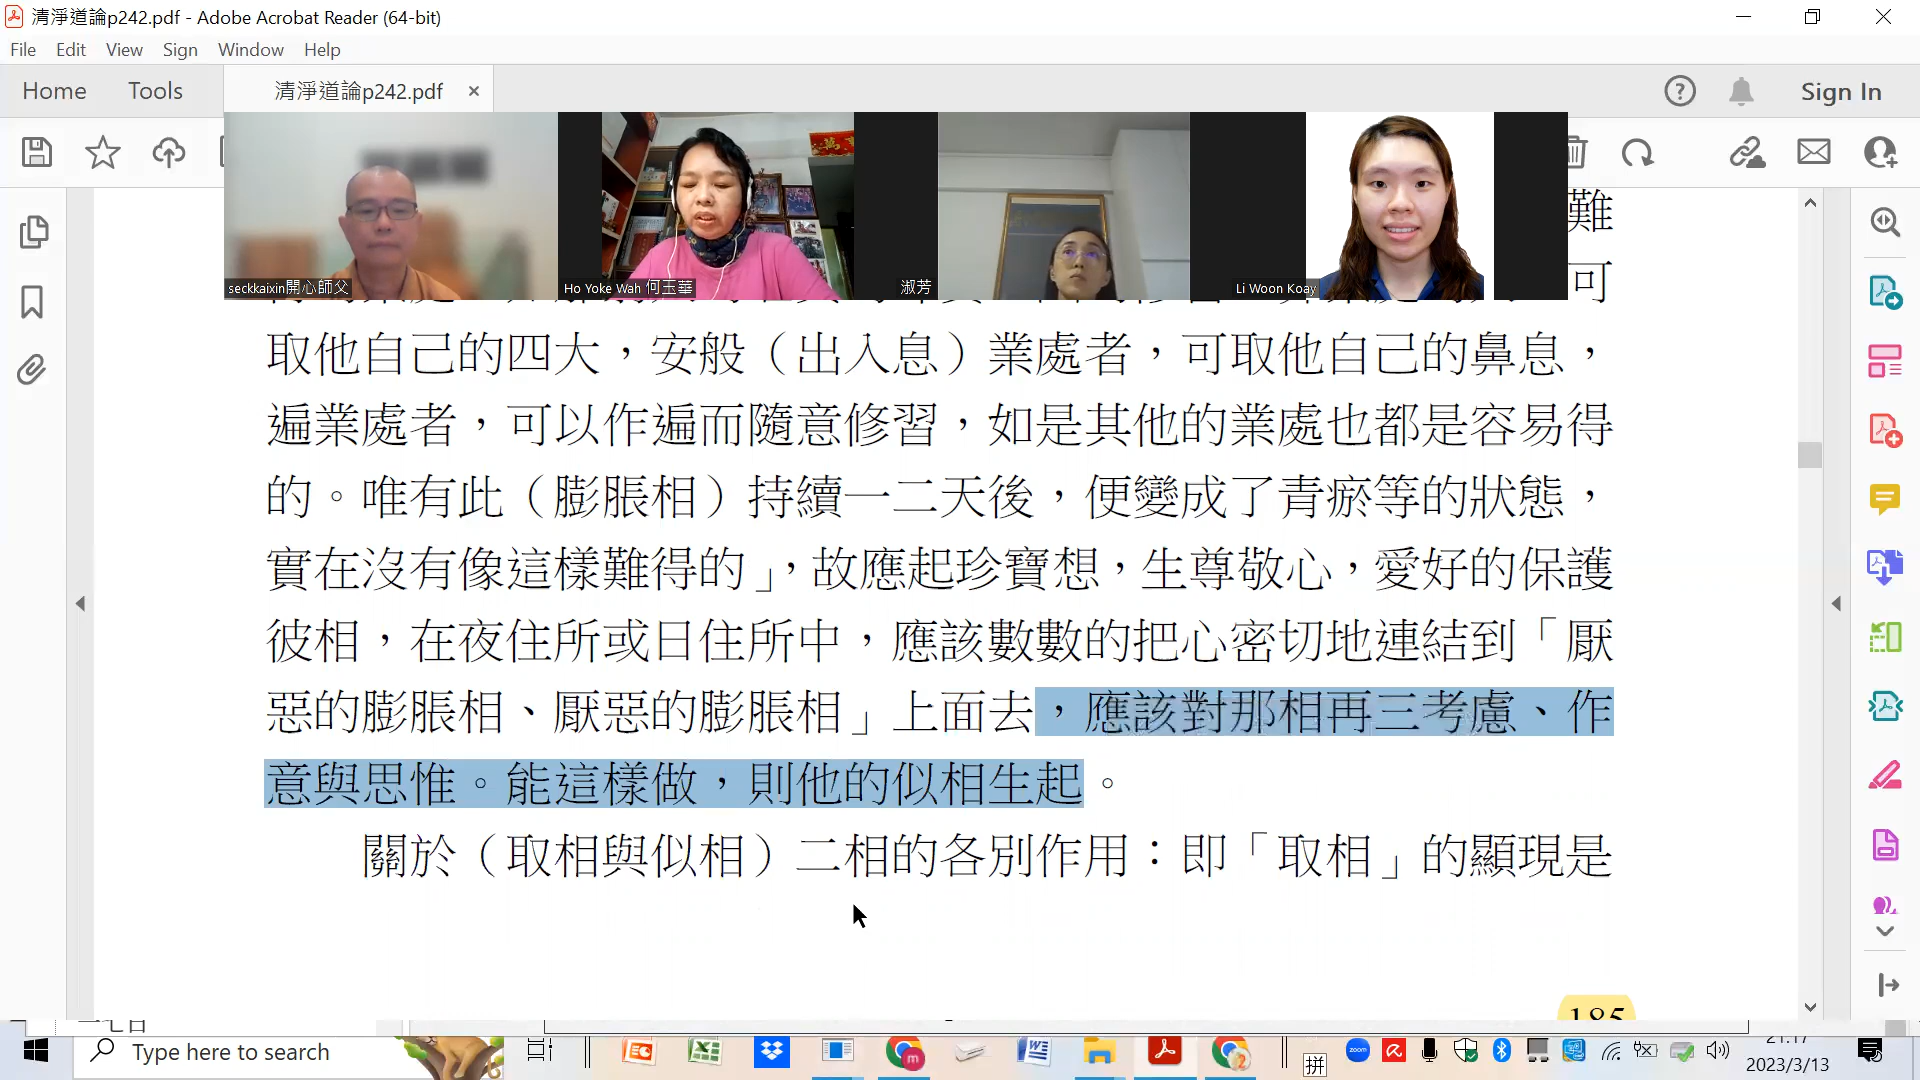 清淨道論p242.pdf - Adobe Acrobat Reader (64-bit)
File Edit View Sign Window Help
Home Tools 清淨道論p242.pdf × Sign In
seckkaixin開心師父
Ho Yoke Wah 何玉華
淑芳
Li Woon Koay
難
可
取他自己的四大，安般（出入息）業處者，可取他自己的鼻息，
遍業處者，可以作遍而隨意修習，如是其他的業處也都是容易得
的。唯有此（膨脹相）持續一二天後，便變成了青瘀等的狀態，
實在沒有像這樣難得的」，故應起珍寶想，生尊敬心，愛好的保護
彼相，在夜住所或日住所中，應該數數的把心密切地連結到「厭
惡的膨脹相、厭惡的膨脹相」上面去，應該對那相再三考慮、作
意與思惟。能這樣做，則他的似相生起。
關於（取相與似相）二相的各別作用：即「取相」的顯現是
185
Type here to search
zoom
拼
21:17
2023/3/13